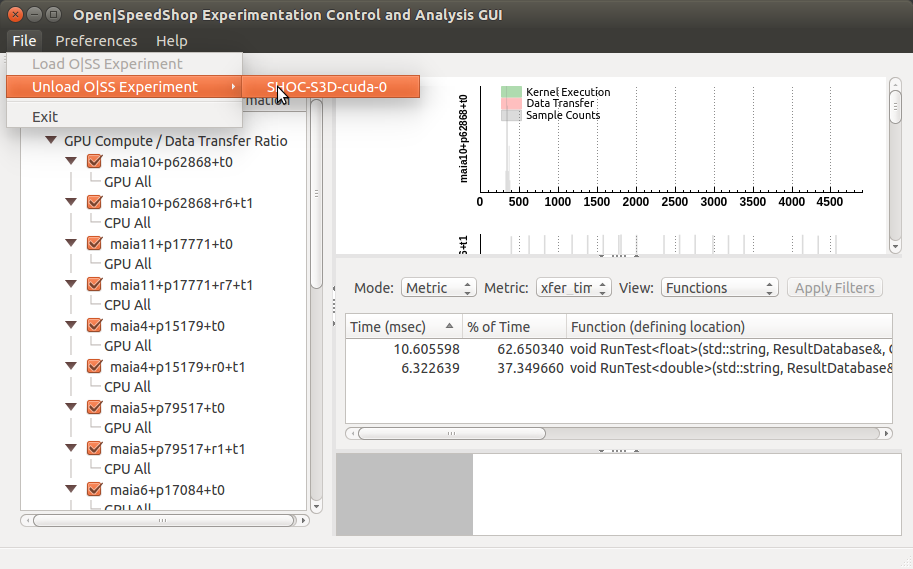 Open|SpeedShop Experimentation Control and Analysis GUI
File Preferences Help
Load O|SS Experiment
Unload O|SS Experiment
SHOC-S3D-cuda-0
Exit
GPU Compute / Data Transfer Ratio
maia10+p62868+t0
GPU All
maia10+p62868+r6+t1
CPU All
maia11+p17771+t0
GPU All
maia11+p17771+r7+t1
CPU All
maia4+p15179+t0
GPU All
maia4+p15179+r0+t1
CPU All
maia5+p79517+t0
GPU All
maia5+p79517+r1+t1
CPU All
maia6+p17084+t0
GPU All
maia10+p62868+t0
Kernel Execution
Data Transfer
Sample Counts
0 500 1000 1500 2000 2500 3000 3500 4000 4500
6+t1
Mode: Metric Metric: xfer_tim View: Functions Apply Filters
Time (msec) % of Time Function (defining location)
10.605598 62.650340 void RunTest<float>(std::string, ResultDatabase&, 
6.322639 37.349660 void RunTest<double>(std::string, ResultDatabase&